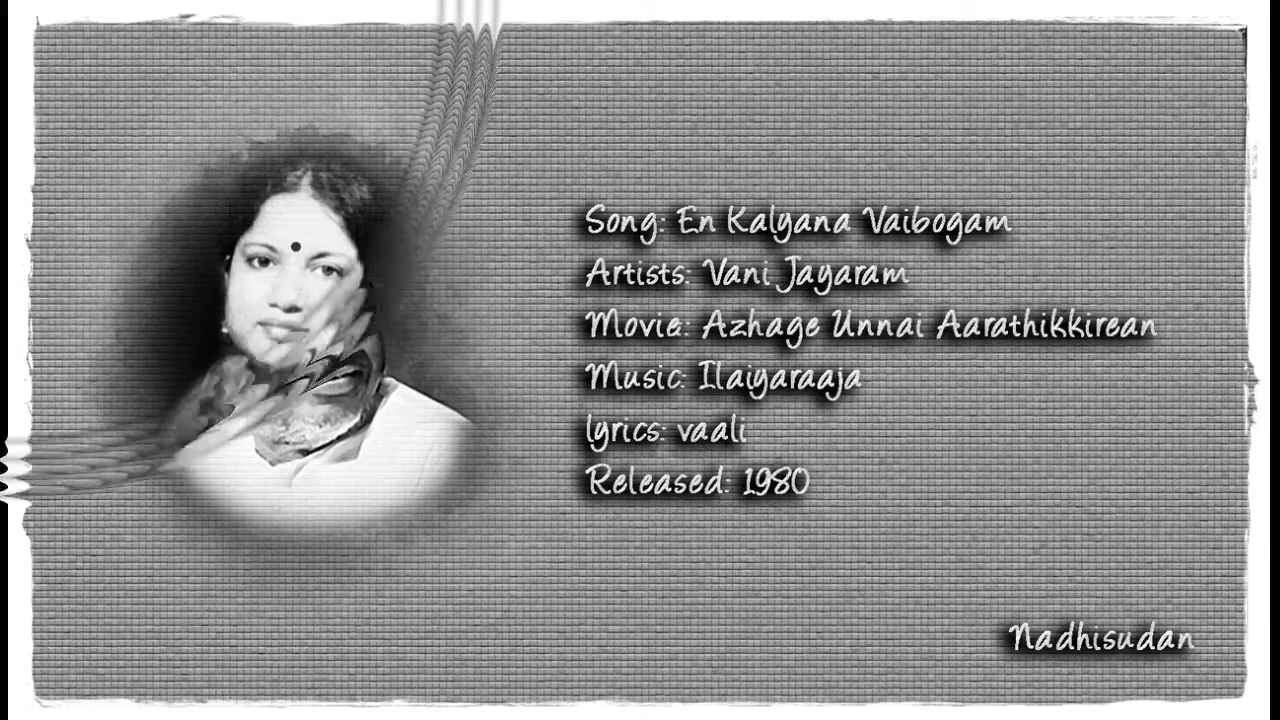 Song: En Kalyana Vaibogam
Artists: Vani Jayaram
Movie: Azhage Unnai Aarathikkirean
Music: Ilaiyaraaja
lyrics: vaali
Released: 1980
Nadhisudan